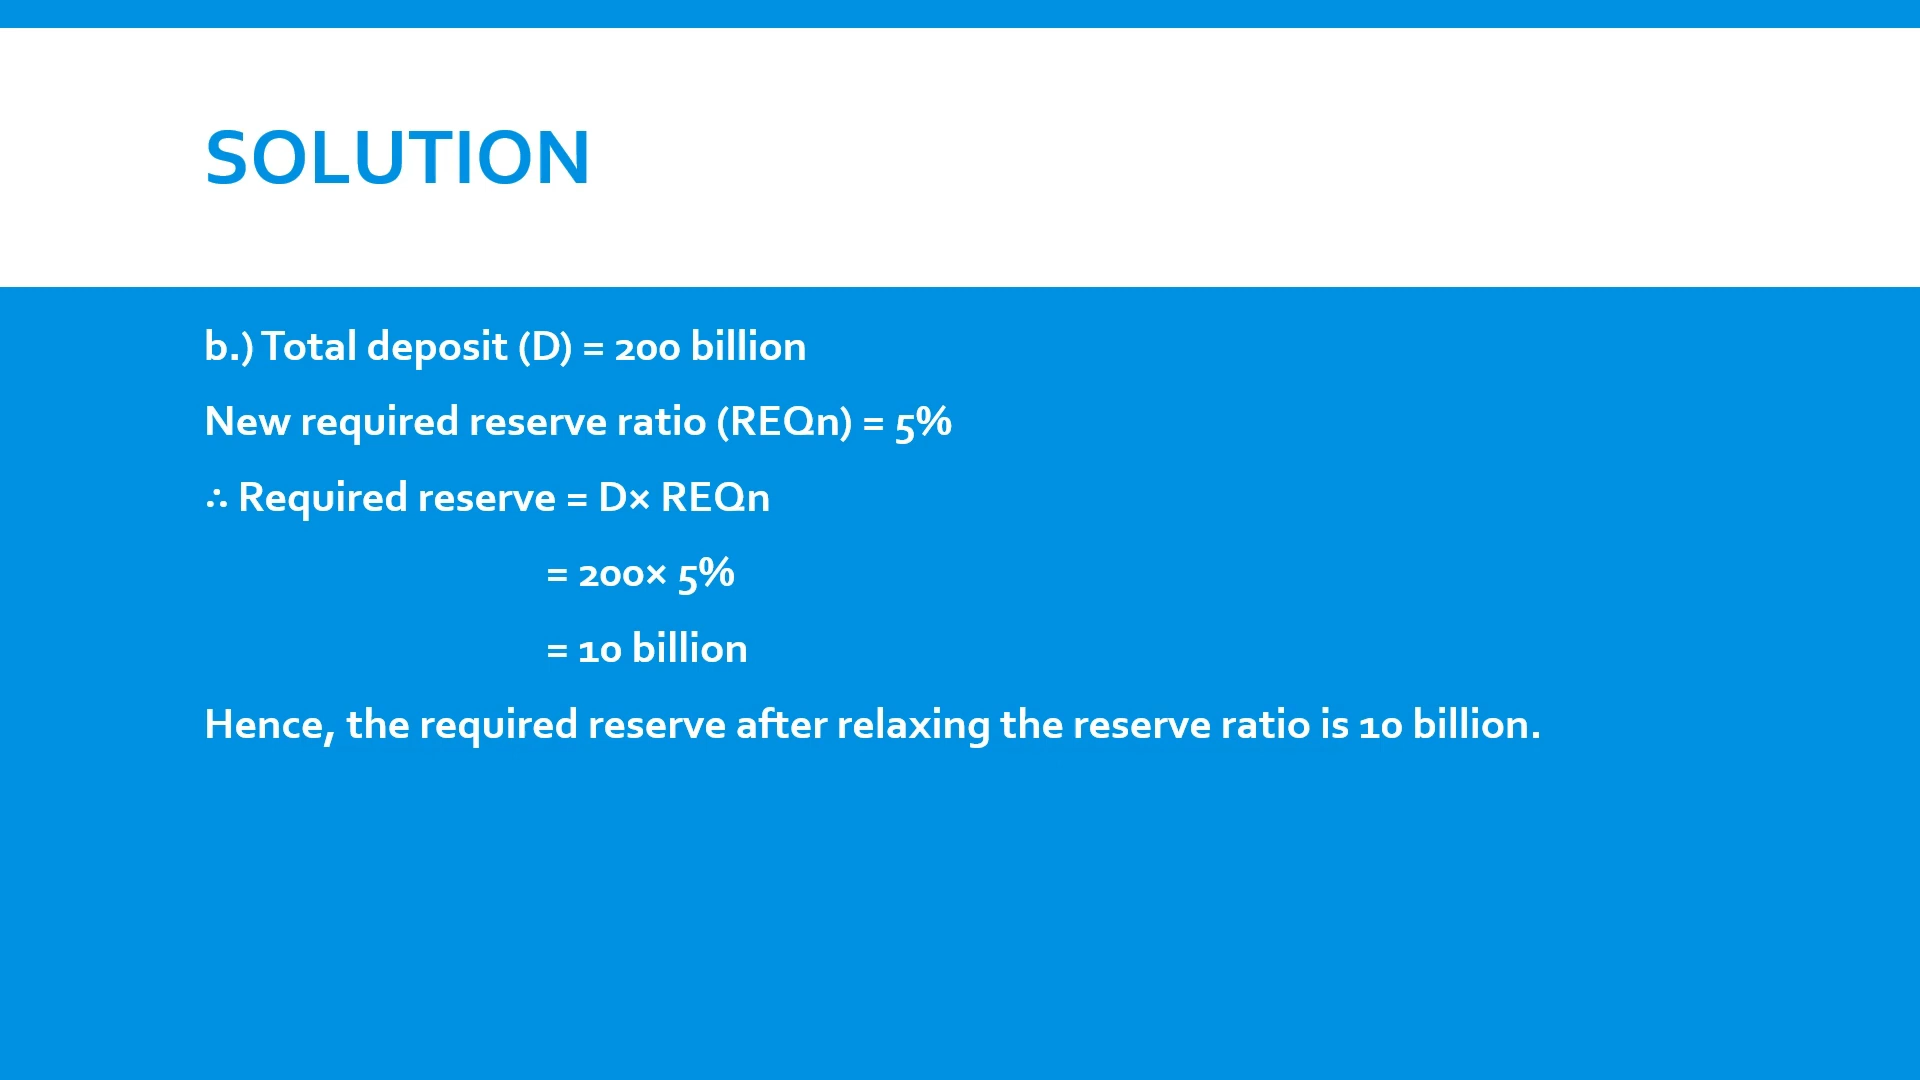 SOLUTION
b.) Total deposit (D) = 200 billion
New required reserve ratio (REQn) = 5%
∴ Required reserve = D× REQn
= 200× 5%
= 10 billion
Hence, the required reserve after relaxing the reserve ratio is 10 billion.